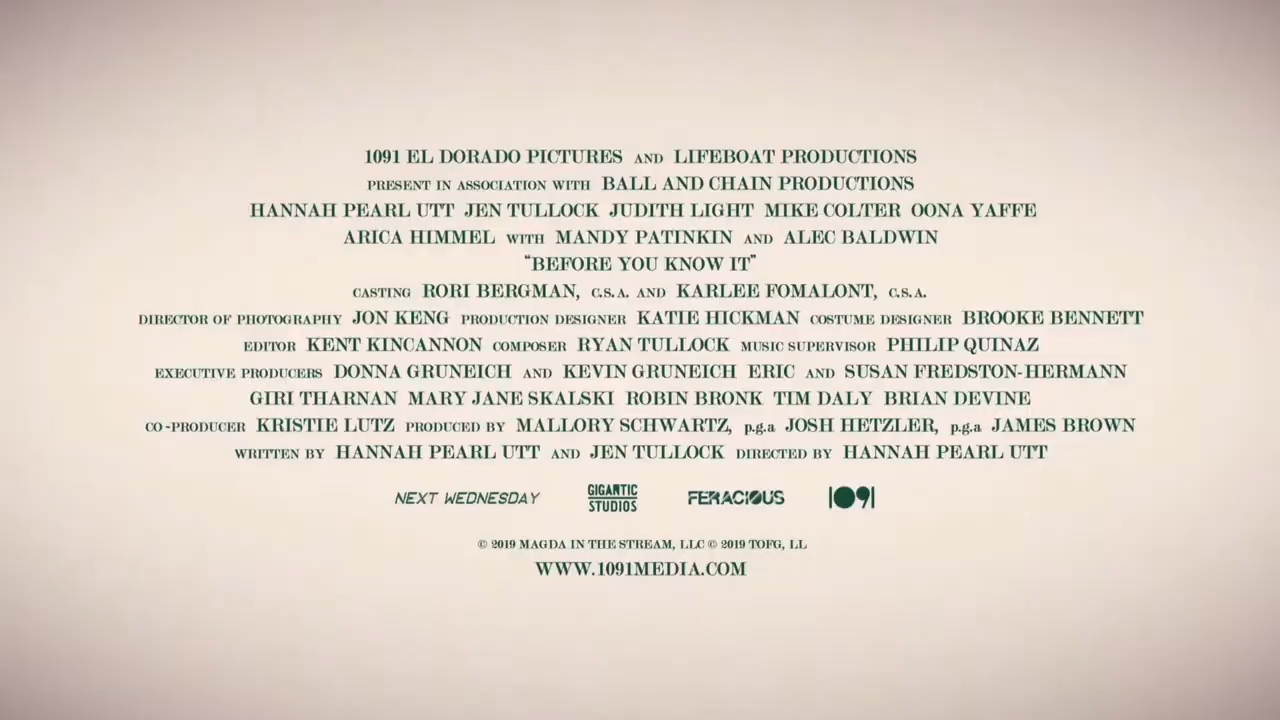 1091 EL DORADO PICTURES AND LIFEBOAT PRODUCTIONS
PRESENT IN ASSOCIATION WITH BALL AND CHAIN PRODUCTIONS
HANNAH PEARL UTT JEN TULLOCK JUDITH LIGHT MIKE COLTER OONA YAFFE
ARICA HIMMEL WITH MANDY PATINKIN AND ALEC BALDWIN
“BEFORE YOU KNOW IT”
CASTING RORI BERGMAN, C.S.A. AND KARLEE FOMALONT, C.S.A.
DIRECTOR OF PHOTOGRAPHY JON KENG PRODUCTION DESIGNER KATIE HICKMAN COSTUME DESIGNER BROOKE BENNETT
EDITOR KENT KINCANNON COMPOSER RYAN TULLOCK MUSIC SUPERVISOR PHILIP QUINAZ
EXECUTIVE PRODUCERS DONNA GRUNEICH AND KEVIN GRUNEICH ERIC AND SUSAN FREDSTON-HERMANN
GIRI THARNAN MARY JANE SKALSKI ROBIN BRONK TIM DALY BRIAN DEVINE
CO-PRODUCER KRISTIE LUTZ PRODUCED BY MALLORY SCHWARTZ, p.g.a JOSH HETZLER, p.g.a JAMES BROWN
WRITTEN BY HANNAH PEARL UTT AND JEN TULLOCK DIRECTED BY HANNAH PEARL UTT
NEXT WEDNESDAY GIGANTIC STUDIOS FERACIOUS 1091
© 2019 MAGDA IN THE STREAM, LLC © 2019 TOFG, LL
WWW.1091MEDIA.COM